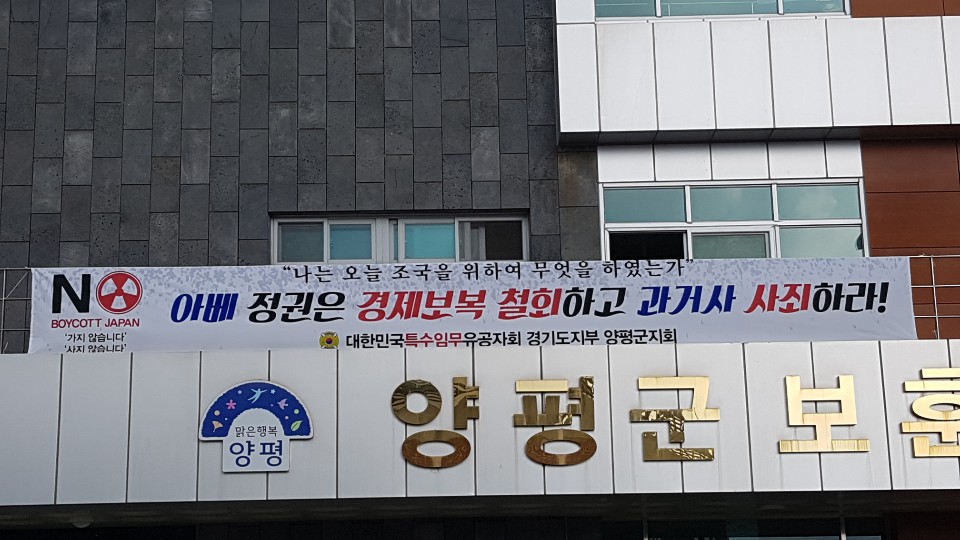 "나는 오늘 조국을 위하여 무엇을 하였는가"
NO
BOYCOTT JAPAN
'가지 않습니다'
'사지 않습니다'
아베 정권은 경제보복 철회하고 과거사 사죄하라!
대한민국특수임무유공자회 경기도지부 양평군지회
맑은행복
양평
양평군보훈